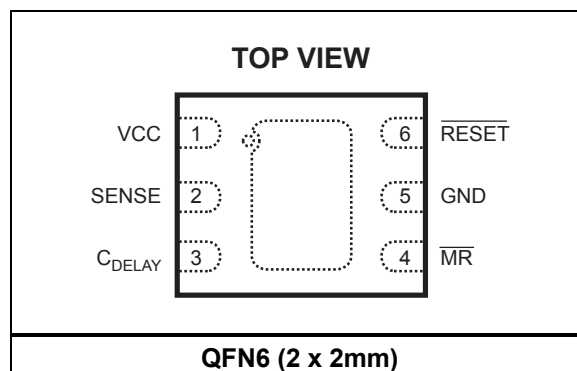 TOP VIEW
VCC 1 6 RESET
SENSE 2 5 GND
CDELAY 3 4 MR
QFN6 (2 x 2mm)